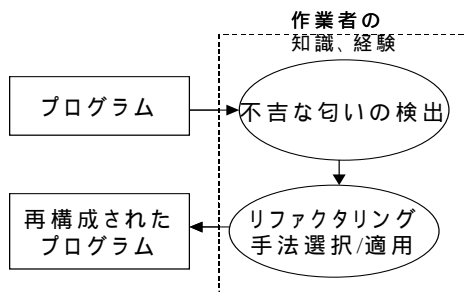 作業者の
知識、経験
プログラム
不吉な匂いの検出
再構成された
プログラム
リファクタリング
手法選択/適用